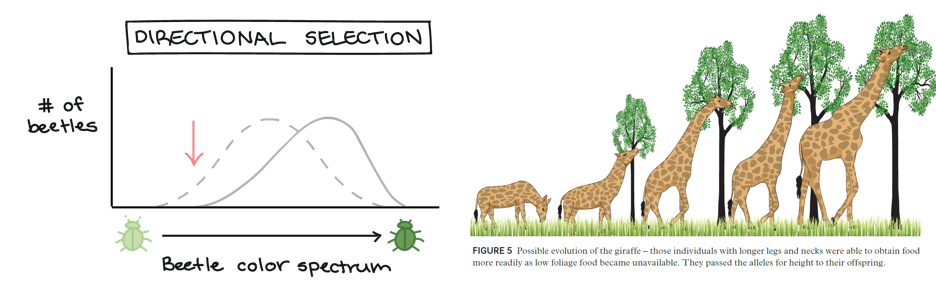 DIRECTIONAL SELECTION
# of
beetles
Beetle color spectrum
FIGURE 5 Possible evolution of the giraffe – those individuals with longer legs and necks were able to obtain food
more readily as low foliage food became unavailable. They passed the alleles for height to their offspring.